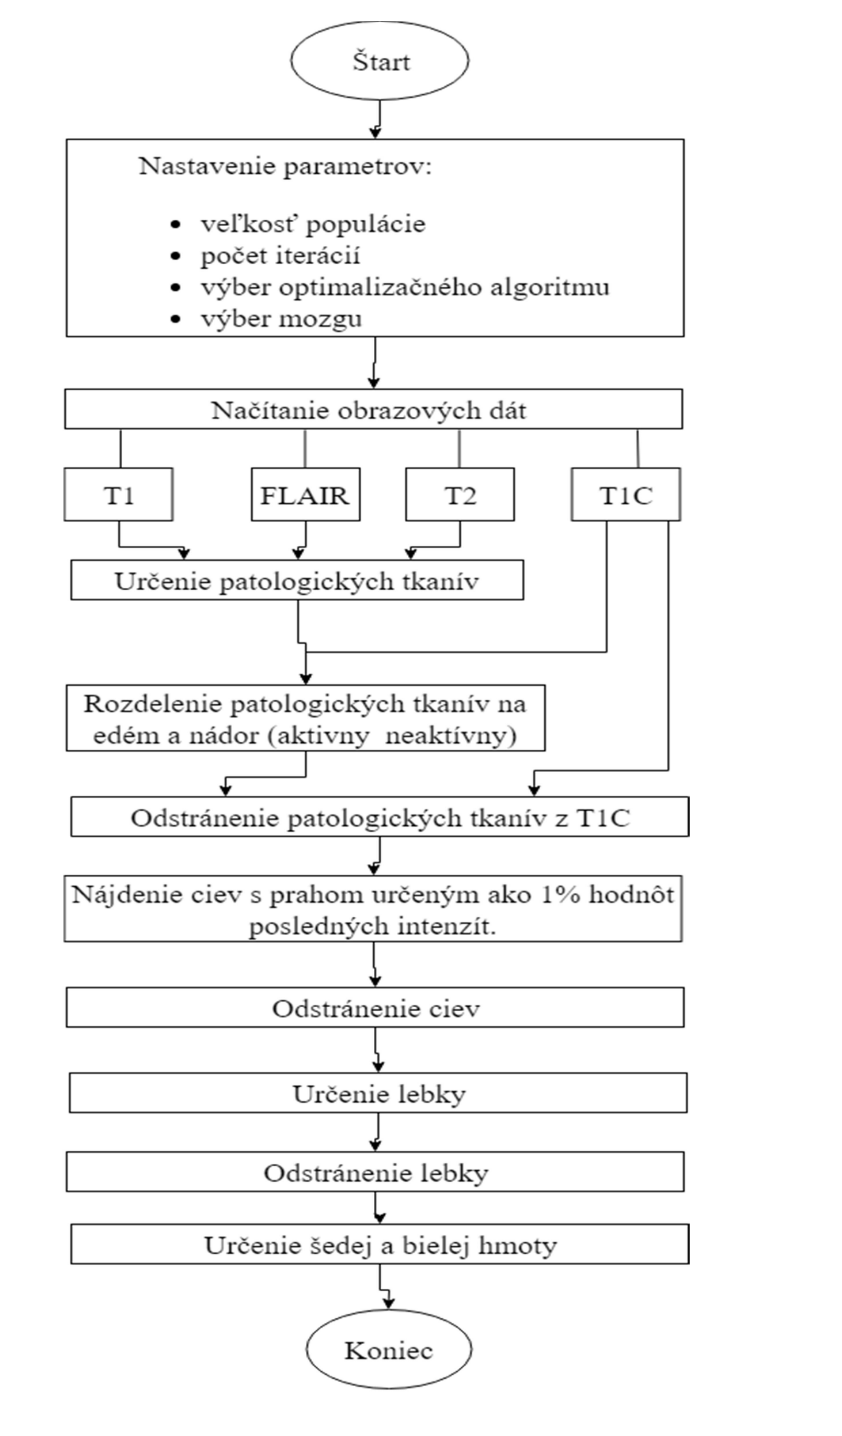 Štart
Nastavenie parametrov:
• veľkosť populácie
• počet iterácií
• výber optimalizačného algoritmu
• výber mozgu
Načítanie obrazových dát
T1 FLAIR T2 T1C
Určenie patologických tkanív
Rozdelenie patologických tkanív na
edém a nádor (aktivny neaktívny)
Odstránenie patologických tkanív z T1C
Nájdenie ciev s prahom určeným ako 1% hodnôt
posledných intenzít.
Odstránenie ciev
Určenie lebky
Odstránenie lebky
Určenie šedej a bielej hmoty
Koniec